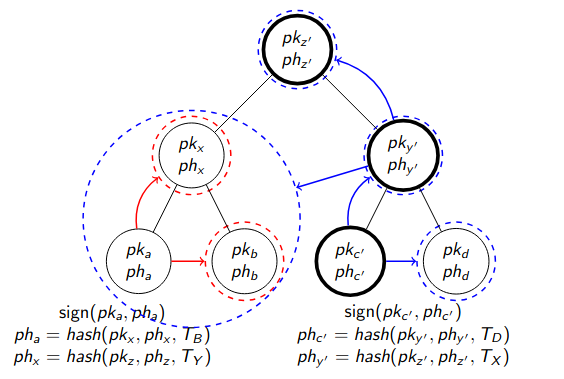 pk_{z'}
ph_{z'}
pk_x
ph_x
pk_{y'}
ph_{y'}
pk_a
ph_a
pk_b
ph_b
pk_{c'}
ph_{c'}
pk_d
ph_d
sign(pk_a, ph_a)
ph_a = hash(pk_x, ph_x, T_B)
ph_x = hash(pk_z, ph_z, T_Y)
sign(pk_{c'}, ph_{c'})
ph_{c'} = hash(pk_{y'}, ph_{y'}, T_D)
ph_{y'} = hash(pk_{z'}, ph_{z'}, T_X)